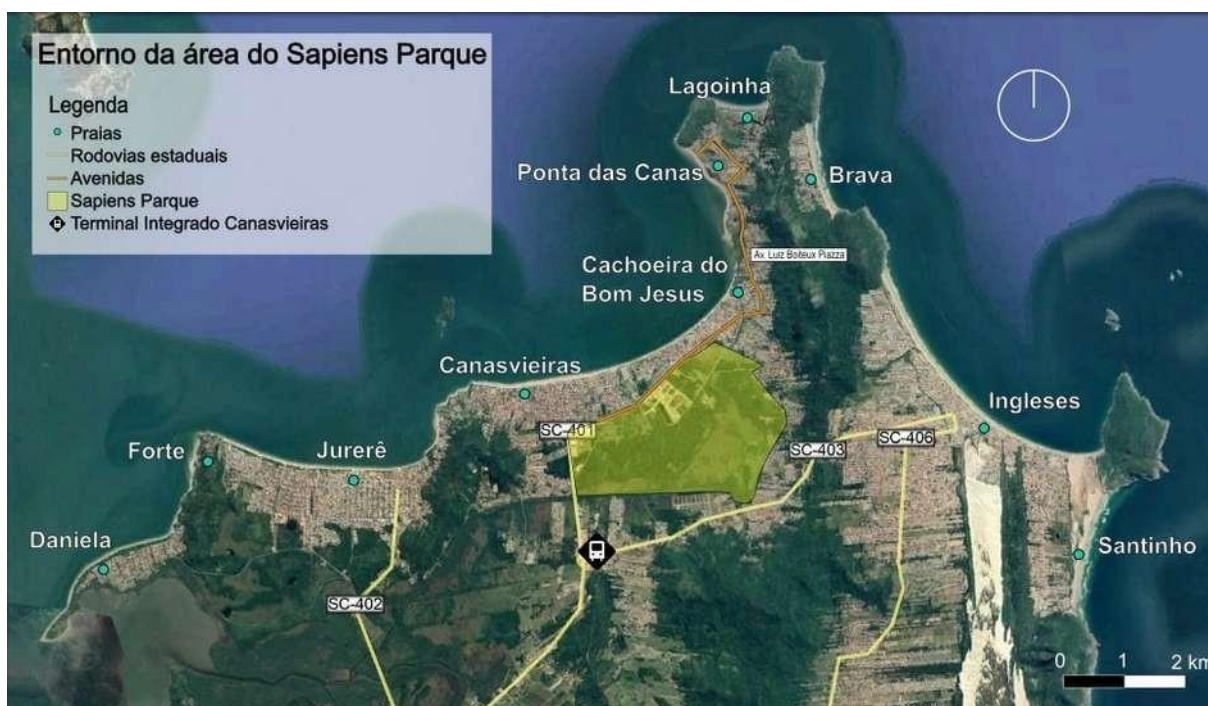 Entorno da área do Sapiens Parque
Legenda
Praias
Rodovias estaduais
Avenidas
Sapiens Parque
Terminal Integrado Canasvieiras
Lagoinha
Ponta das Canas
Brava
Av. Luiz Boiteux Piazza
Cachoeira do
Bom Jesus
Canasvieiras
Ingleses
SC-401
SC-406
SC-403
Forte
Jurerê
Daniela
Santinho
SC-402
0 1 2 km